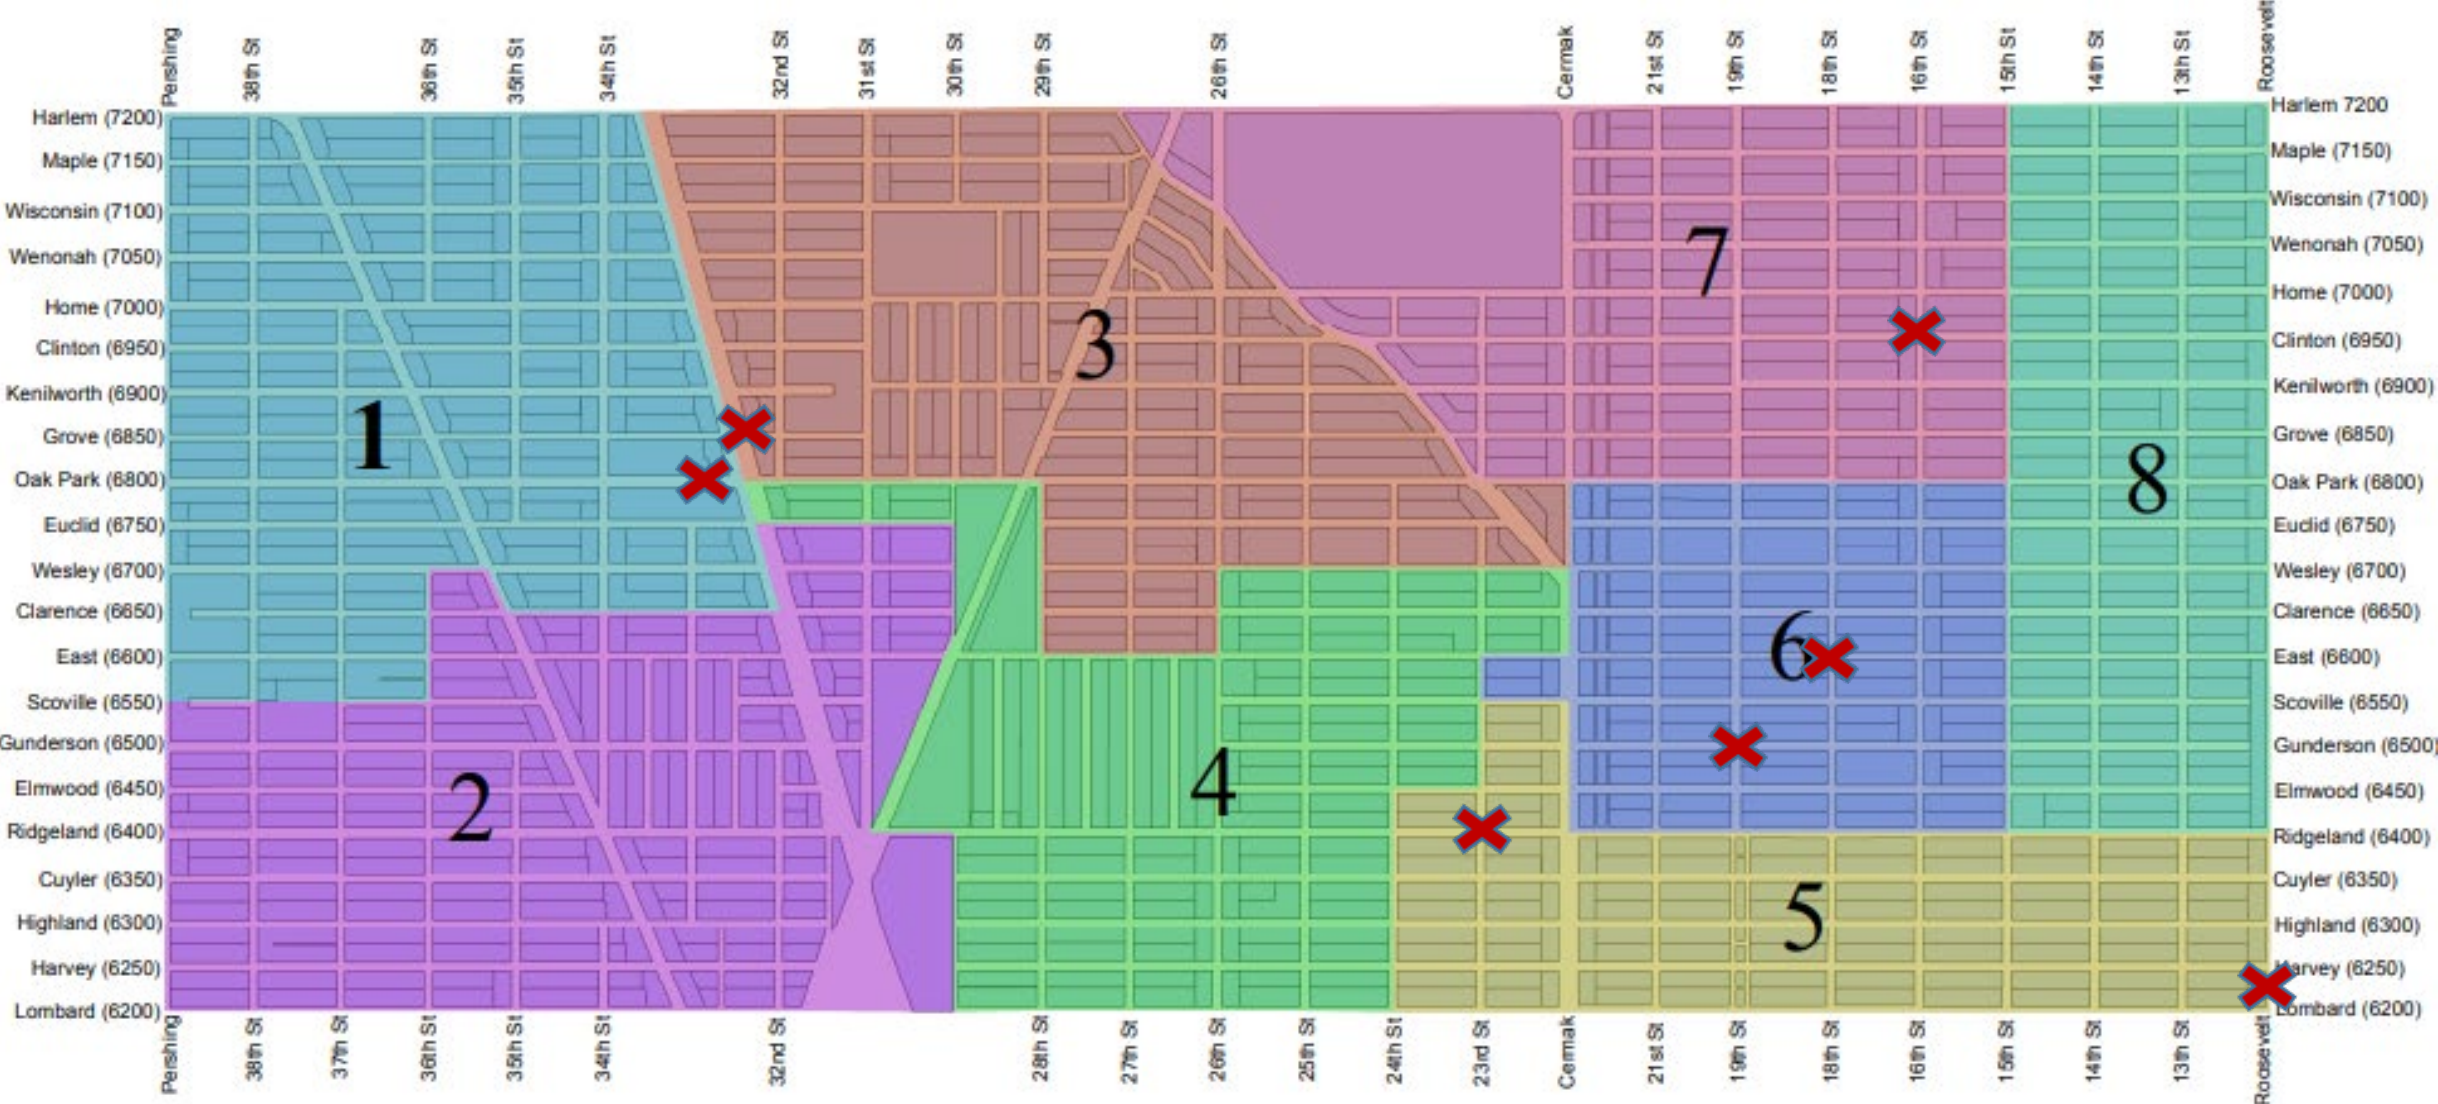 Pershing
38th St
36th St
35th St
34th St
32nd St
31st St
30th St
29th St
26th St
Cermak
21st St
19th St
18th St
16th St
15th St
14th St
13th St
Roosevelt
Harlem (7200)
Maple (7150)
Wisconsin (7100)
Wenonah (7050)
Home (7000)
Clinton (6950)
Kenilworth (6900)
Grove (6850)
Oak Park (6800)
Euclid (6750)
Wesley (6700)
Clarence (6650)
East (6600)
Scoville (6550)
Gunderson (6500)
Elmwood (6450)
Ridgeland (6400)
Cuyler (6350)
Highland (6300)
Harvey (6250)
Lombard (6200)
1
2
3
4
5
6
7
8
Harlem 7200
Maple (7150)
Wisconsin (7100)
Wenonah (7050)
Home (7000)
Clinton (6950)
Kenilworth (6900)
Grove (6850)
Oak Park (6800)
Euclid (6750)
Wesley (6700)
Clarence (6650)
East (6600)
Scoville (6550)
Gunderson (6500)
Elmwood (6450)
Ridgeland (6400)
Cuyler (6350)
Highland (6300)
Harvey (6250)
Lombard (6200)
Pershing
38th St
37th St
36th St
35th St
34th St
32nd St
28th St
27th St
26th St
25th St
24th St
23rd St
Cermak
21st St
19th St
18th St
16th St
15th St
14th St
13th St
Roosevelt